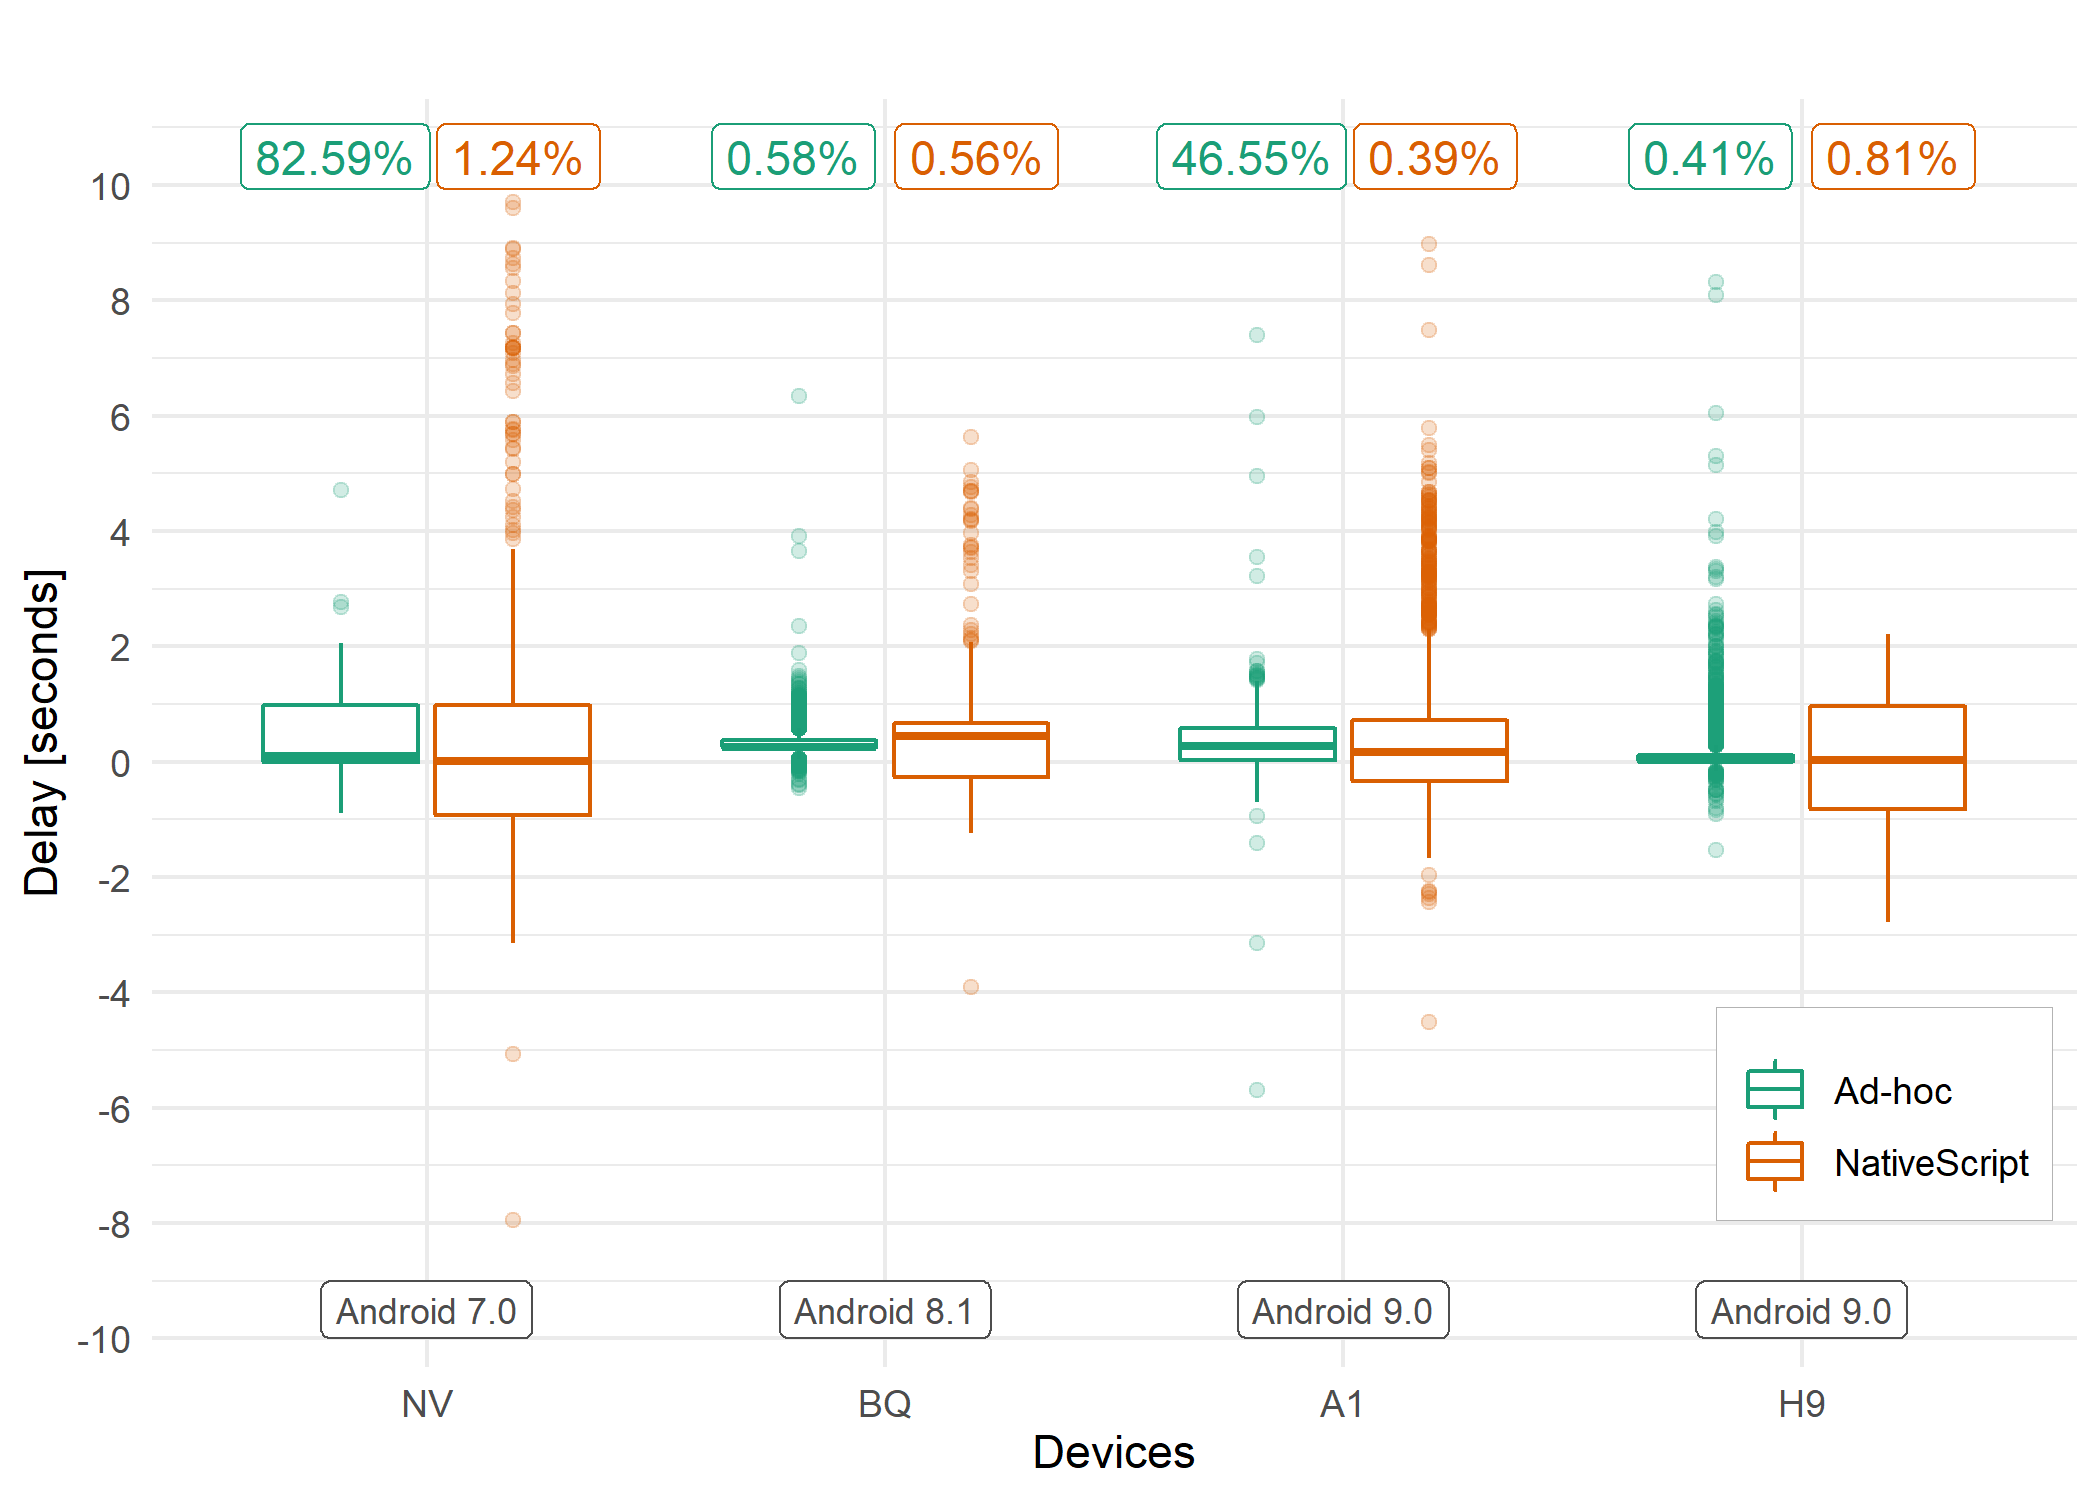 82.59% 1.24% 0.58% 0.56% 46.55% 0.39% 0.41% 0.81%
10
8
6
4
2
0
-2
-4
-6
-8
-10
Delay [seconds]
Ad-hoc
NativeScript
Android 7.0 Android 8.1 Android 9.0 Android 9.0
NV BQ A1 H9
Devices